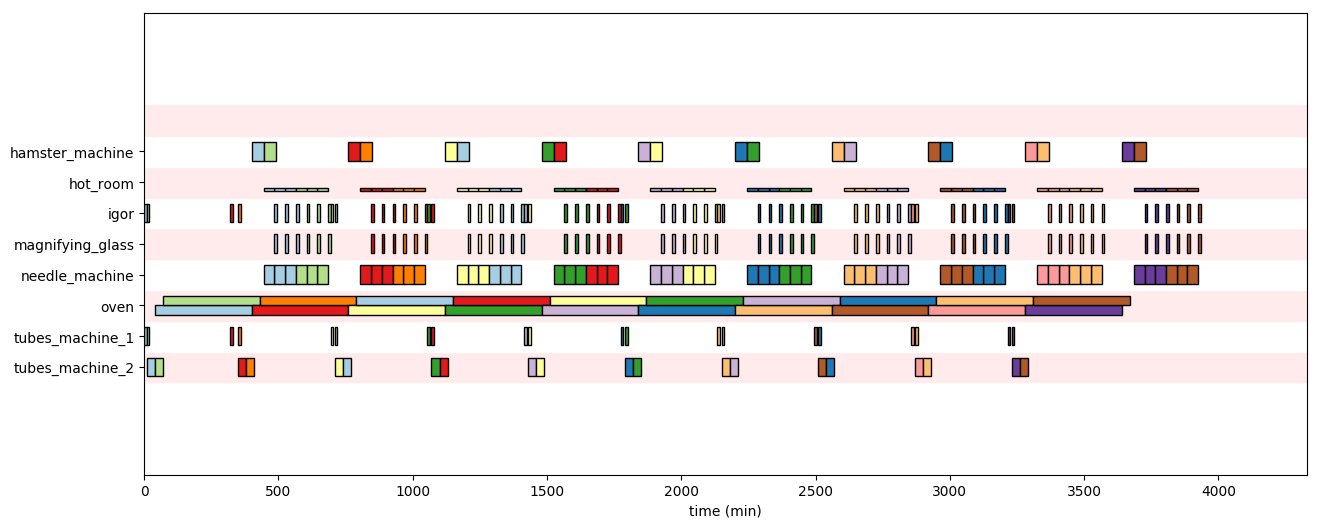 hamster_machine
hot_room
igor
magnifying_glass
needle_machine
oven
tubes_machine_1
tubes_machine_2
0 500 1000 1500 2000 2500 3000 3500 4000
time (min)